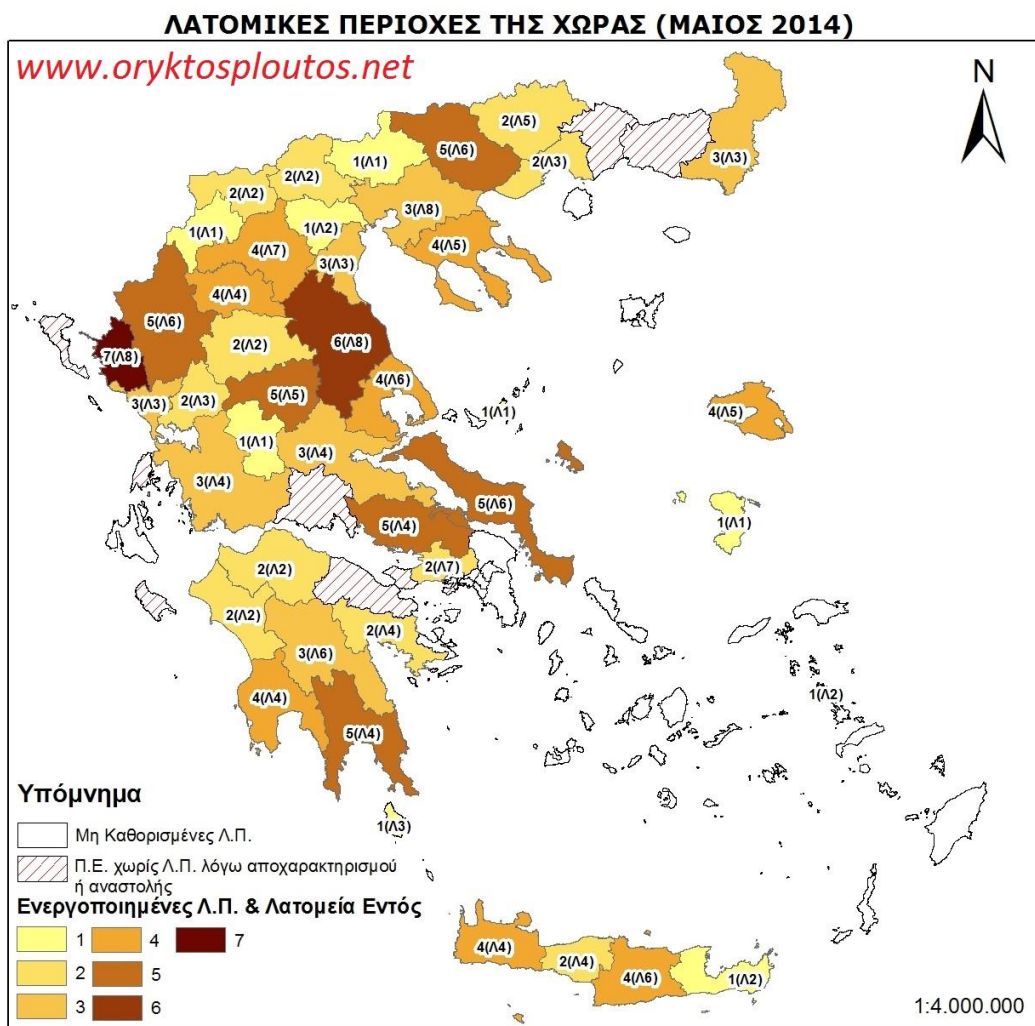 ΛΑΤΟΜΙΚΕΣ ΠΕΡΙΟΧΕΣ ΤΗΣ ΧΩΡΑΣ (ΜΑΙΟΣ 2014)
www.oryktosploutos.net
N
2(Λ5)
5(Λ6)
1(Λ1)
2(Λ3)
3(Λ3)
2(Λ2)
2(Λ2)
3(Λ8)
1(Λ2)
1(Λ1)
4(Λ5)
4(Λ7)
3(Λ3)
4(Λ4)
5(Λ6)
6(Λ8)
2(Λ2)
7(Λ8)
4(Λ6)
5(Λ5)
3(Λ3)
2(Λ3)
1(Λ1)
4(Λ5)
1(Λ1)
3(Λ4)
3(Λ4)
5(Λ6)
1(Λ1)
5(Λ4)
2(Λ7)
2(Λ2)
2(Λ2)
2(Λ4)
3(Λ6)
4(Λ4)
1(Λ2)
5(Λ4)
1(Λ3)
4(Λ4)
2(Λ4)
4(Λ6)
1(Λ2)
Υπόμνημα
Μη Καθορισμένες Λ.Π.
Π.Ε. χωρίς Λ.Π. λόγω αποχαρακτηρισμού
ή αναστολής
Ενεργοποιημένες Λ.Π. & Λατομεία Εντός
1 4 7
2 5
3 6
1:4.000.000